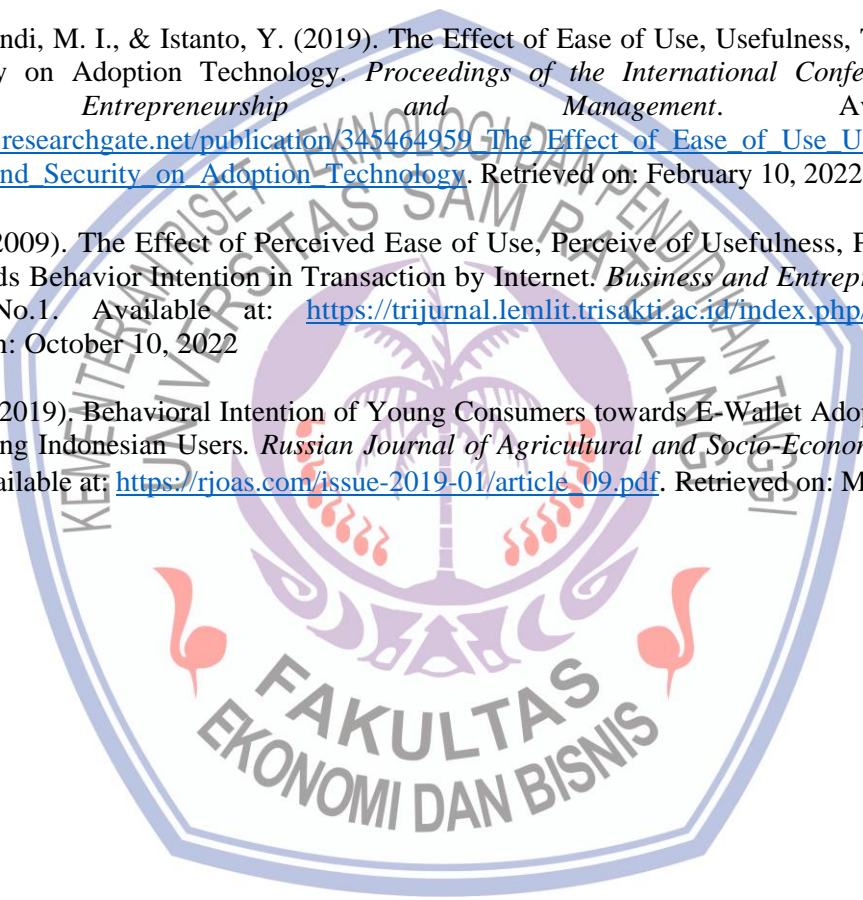 ndi, M. I., & Istanto, Y. (2019). The Effect of Ease of Use, Usefulness, T
y on Adoption Technology. Proceedings of the International Confe
Entrepreneurship and Management. Av
.researchgate.net/publication/345464959_The_Effect_of_Ease_of_Use_U
nd_Security_on_Adoption_Technology. Retrieved on: February 10, 2022
2009). The Effect of Perceived Ease of Use, Perceive of Usefulness, P
ds Behavior Intention in Transaction by Internet. Business and Entrepr
No.1. Available at: https://trijurnal.lemlit.trisakti.ac.id/index.php/
n: October 10, 2022
2019). Behavioral Intention of Young Consumers towards E-Wallet Adop
ng Indonesian Users. Russian Journal of Agricultural and Socio-Econom
ailable at: https://rjoas.com/issue-2019-01/article_09.pdf. Retrieved on: M
KEMENTERIAN RISET TEKNOLOGI DAN PENDIDIKAN TINGGI
UNIVERSITAS SAM RATULANGI
FAKULTAS
EKONOMI DAN BISNIS